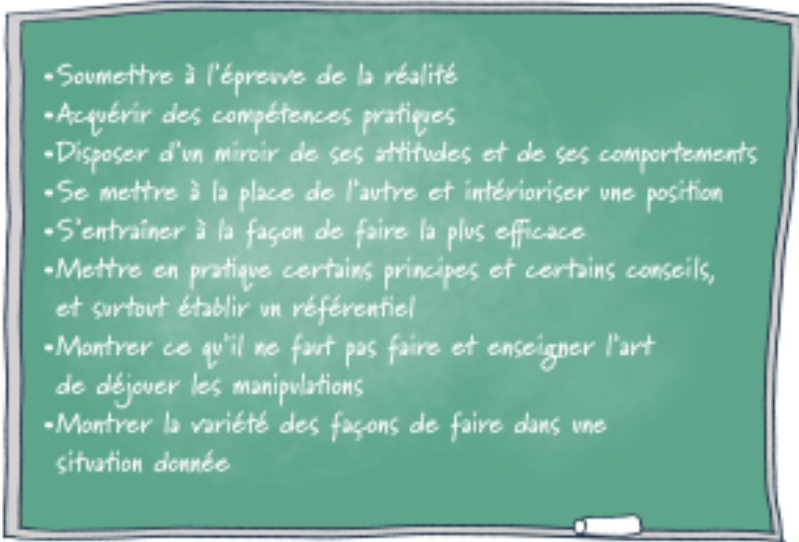 •Soumettre à l'épreuve de la réalité
•Acquérir des compétences pratiques
•Disposer d'un miroir de ses attitudes et de ses comportements
•Se mettre à la place de l'autre et intérioriser une position
•S'entraîner à la façon de faire la plus efficace
•Mettre en pratique certains principes et certains conseils,
et surtout établir un référentiel
•Montrer ce qu'il ne faut pas faire et enseigner l'art
de déjouer les manipulations
•Montrer la variété des façons de faire dans une
situation donnée